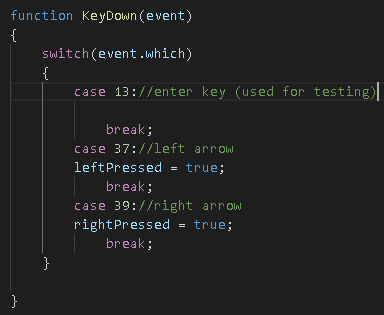 function KeyDown(event)
{
    switch(event.which)
    {
        case 13://enter key (used for testing)
            break;
        case 37://left arrow
        leftPressed = true;
            break;
        case 39://right arrow
        rightPressed = true;
            break;
    }
}